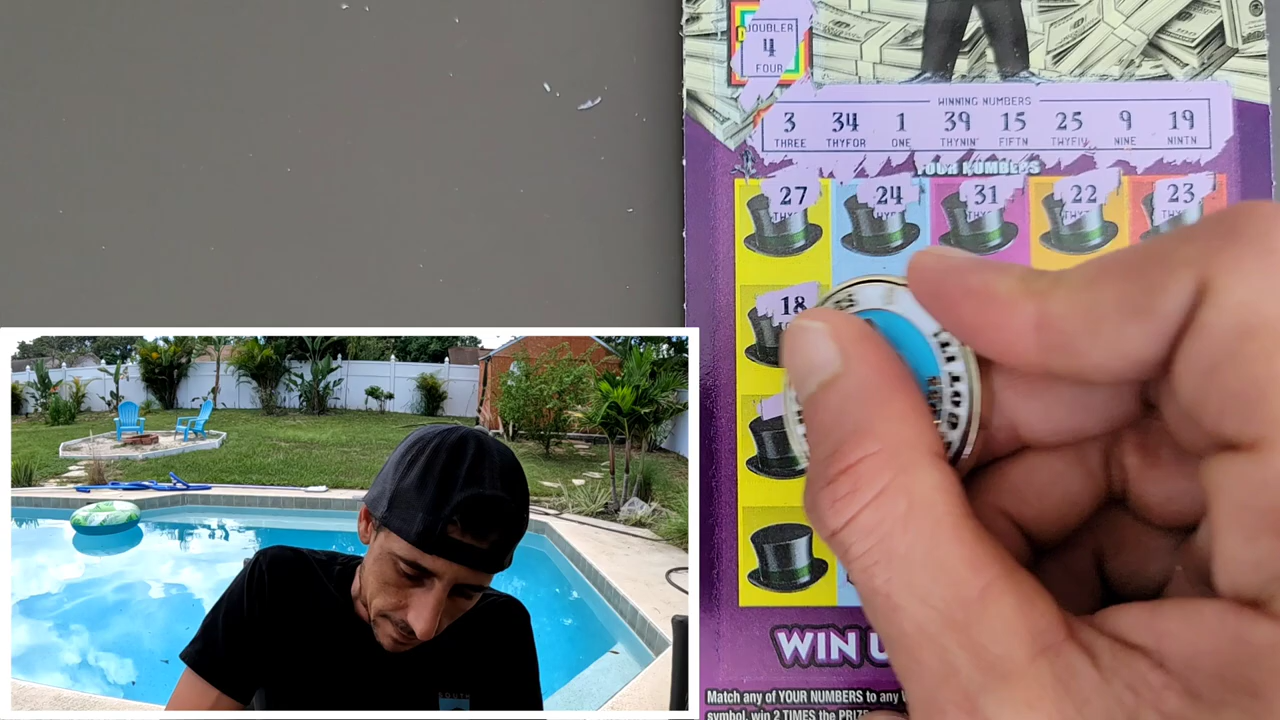 DOUBLER
4
FOUR
WINNING NUMBERS
3 34 1 39 15 25 9 19
THREE THYFOR ONE THYNIN FIFTN TWYFIV NINE NINTN
YOUR NUMBERS
27 24 31 22 23
18
WIN U
Match any of YOUR NUMBERS to any
symbol, win 2 TIMES the PRIZE
SOUTH